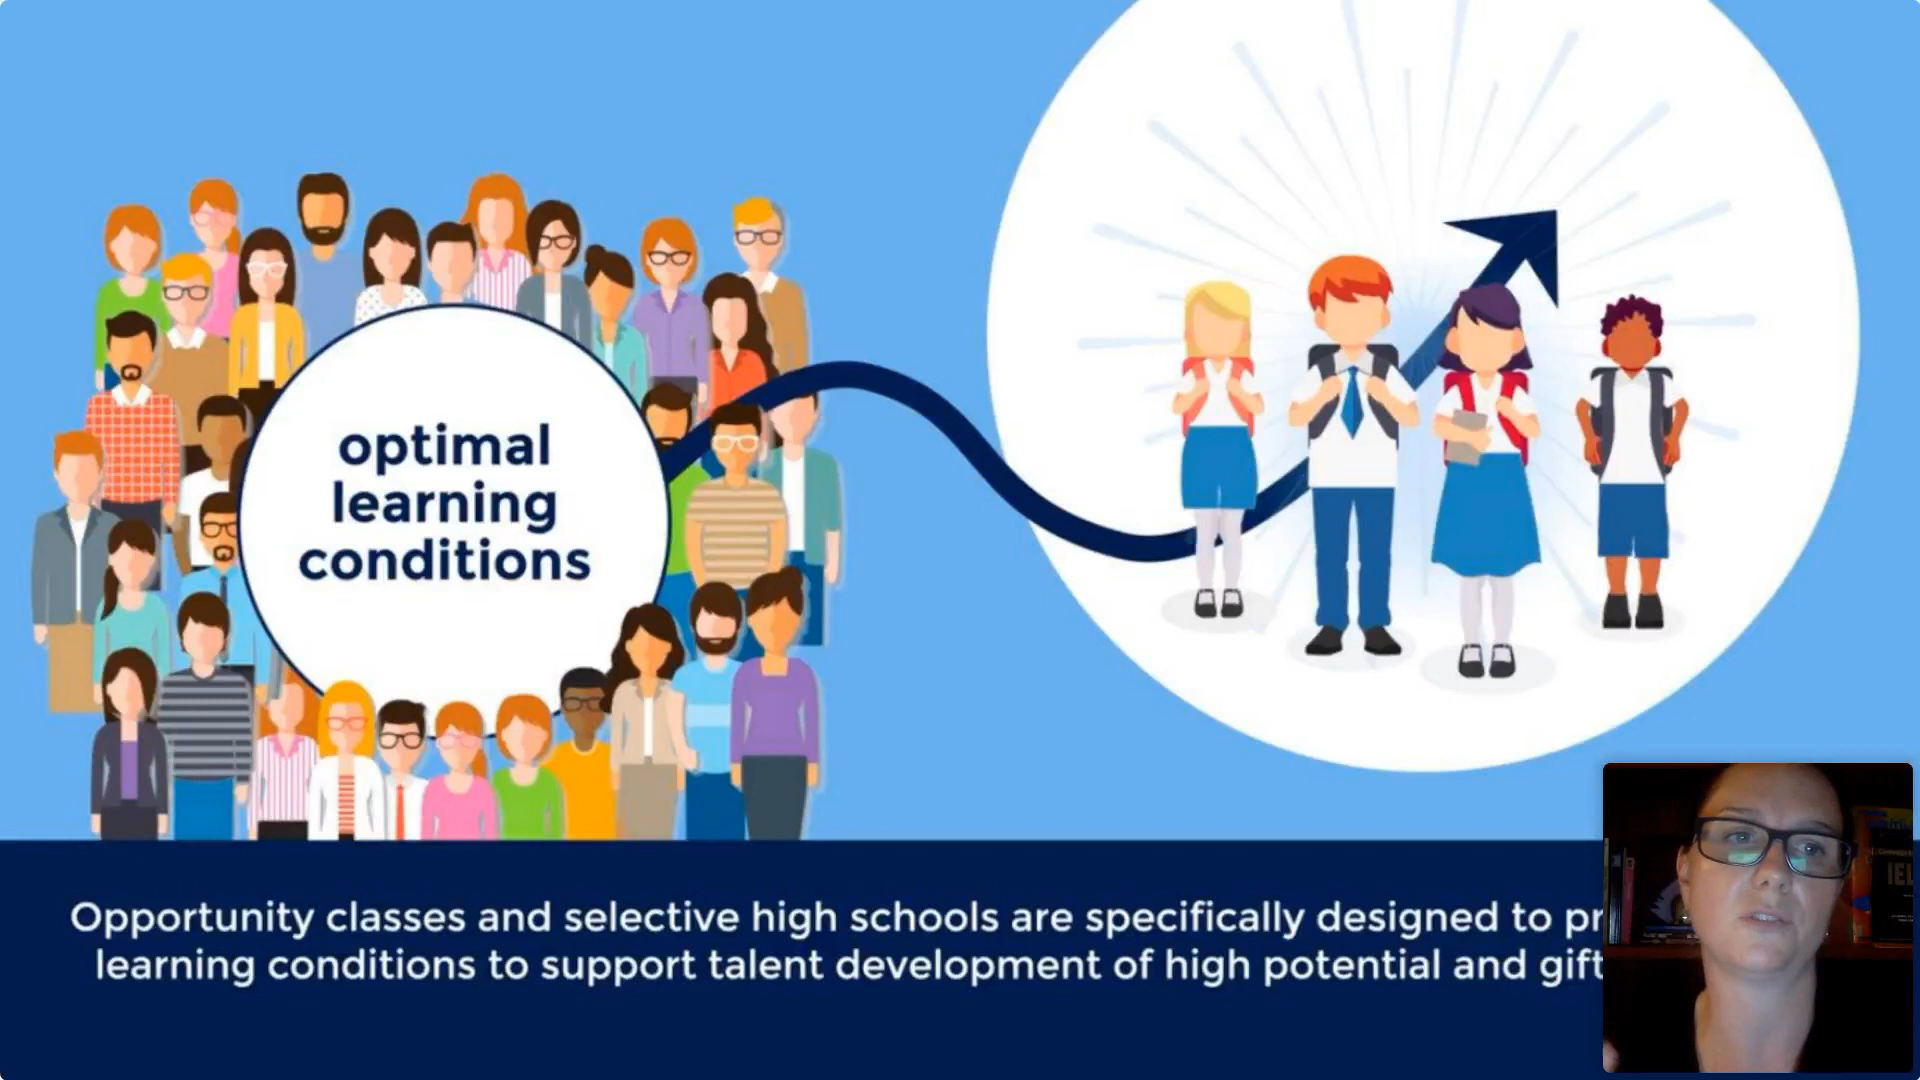 optimal
learning
conditions
Opportunity classes and selective high schools are specifically designed to pr
learning conditions to support talent development of high potential and gift
IEL